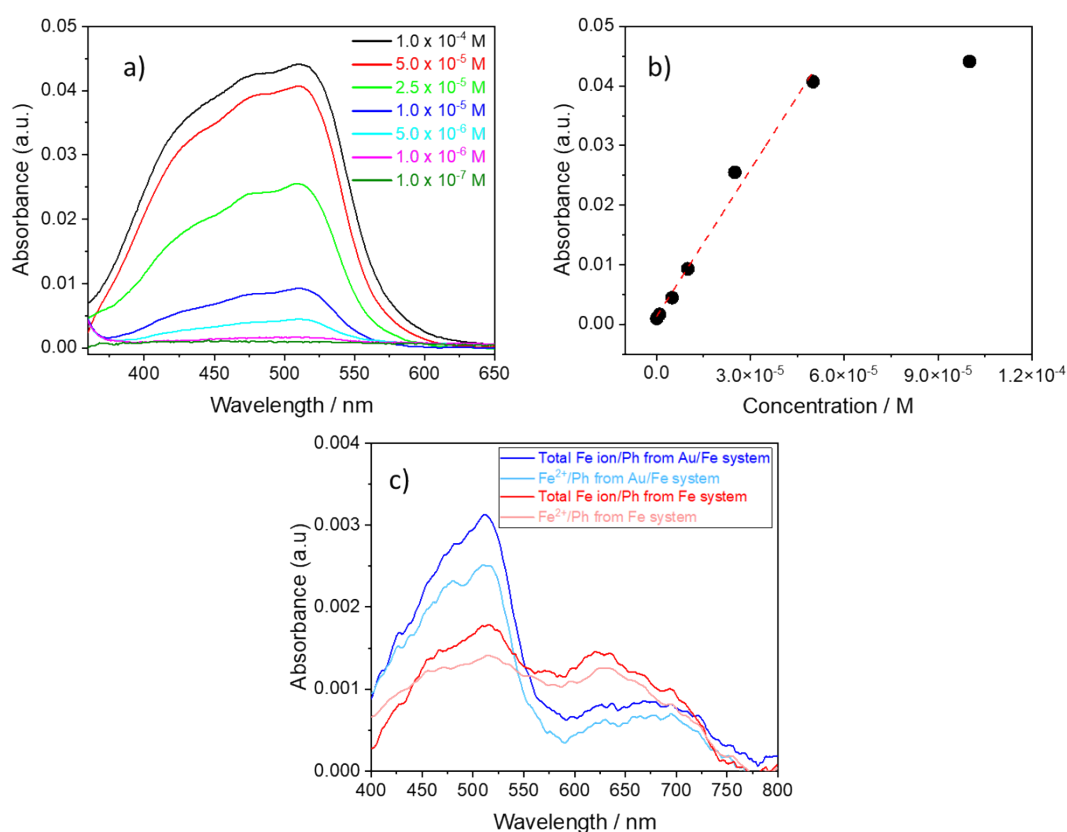 a)
1.0 x 10⁻⁴ M
5.0 x 10⁻⁵ M
2.5 x 10⁻⁵ M
1.0 x 10⁻⁵ M
5.0 x 10⁻⁶ M
1.0 x 10⁻⁶ M
1.0 x 10⁻⁷ M
0.05
0.04
0.03
0.02
0.01
0.00
Absorbance (a.u.)
400 450 500 550 600 650
Wavelength / nm
b)
0.05
0.04
0.03
0.02
0.01
0.00
Absorbance (a.u.)
0.0 3.0×10⁻⁵ 6.0×10⁻⁵ 9.0×10⁻⁵ 1.2×10⁻⁴
Concentration / M
c)
Total Fe ion/Ph from Au/Fe system
Fe²⁺/Ph from Au/Fe system
Total Fe ion/Ph from Fe system
Fe²⁺/Ph from Fe system
0.004
0.003
0.002
0.001
0.000
Absorbance (a.u)
400 450 500 550 600 650 700 750 800
Wavelength / nm